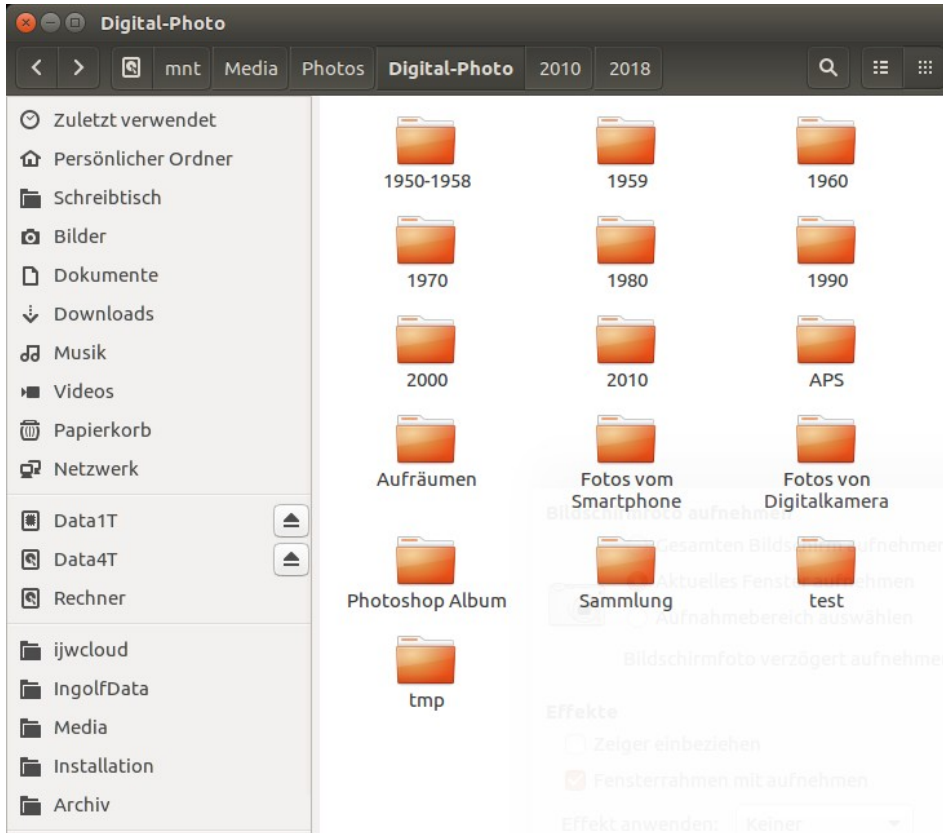 Digital-Photo
mnt Media Photos Digital-Photo 2010 2018
Zuletzt verwendet
Persönlicher Ordner
Schreibtisch
Bilder
Dokumente
Downloads
Musik
Videos
Papierkorb
Netzwerk
Data1T
Data4T
Rechner
ijwcloud
IngolfData
Media
Installation
Archiv
1950-1958 1959 1960
1970 1980 1990
2000 2010 APS
Aufräumen Fotos vom Fotos von
Smartphone Digitalkamera
Photoshop Album Sammlung test
tmp
Bildschirmfoto aufnehmen
Gesamten Bildschirm aufnehmen
Aktuelles Fenster aufnehmen
Aufnahmebereich auswählen
Bildschirmfoto verzögert aufnehme
Effekte
Zeiger einbeziehen
Fensterrahmen mit aufnehmen
Effekt anwenden: Keiner